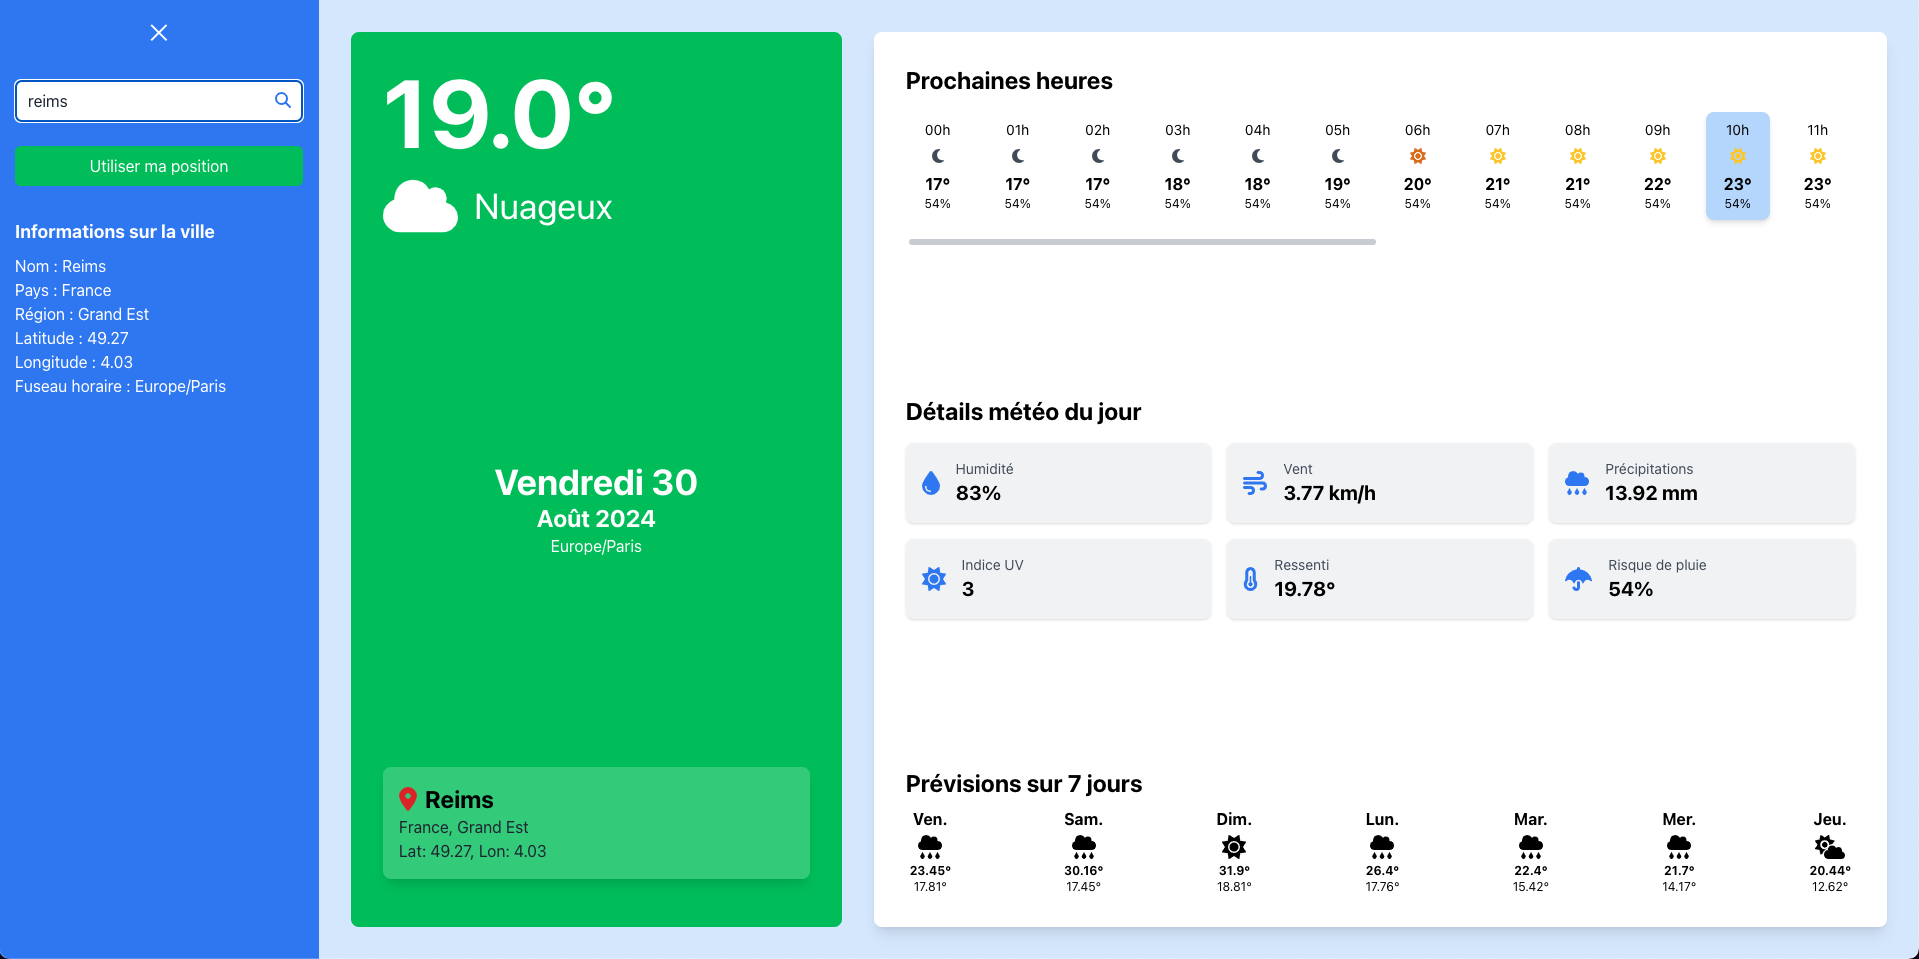 reims
Utiliser ma position
Informations sur la ville
Nom : Reims
Pays : France
Région : Grand Est
Latitude : 49.27
Longitude : 4.03
Fuseau horaire : Europe/Paris
19.0°
Nuageux
Vendredi 30
Août 2024
Europe/Paris
Reims
France, Grand Est
Lat: 49.27, Lon: 4.03
Prochaines heures
00h 01h 02h 03h 04h 05h 06h 07h 08h 09h 10h 11h
17° 17° 17° 18° 18° 19° 20° 21° 21° 22° 23° 23°
54% 54% 54% 54% 54% 54% 54% 54% 54% 54% 54% 54%
Détails météo du jour
Humidité
83%
Vent
3.77 km/h
Précipitations
13.92 mm
Indice UV
3
Ressenti
19.78°
Risque de pluie
54%
Prévisions sur 7 jours
Ven. Sam. Dim. Lun. Mar. Mer. Jeu.
23.45° 30.16° 31.9° 26.4° 22.4° 21.7° 20.44°
17.81° 17.45° 18.81° 17.76° 15.42° 14.17° 12.62°